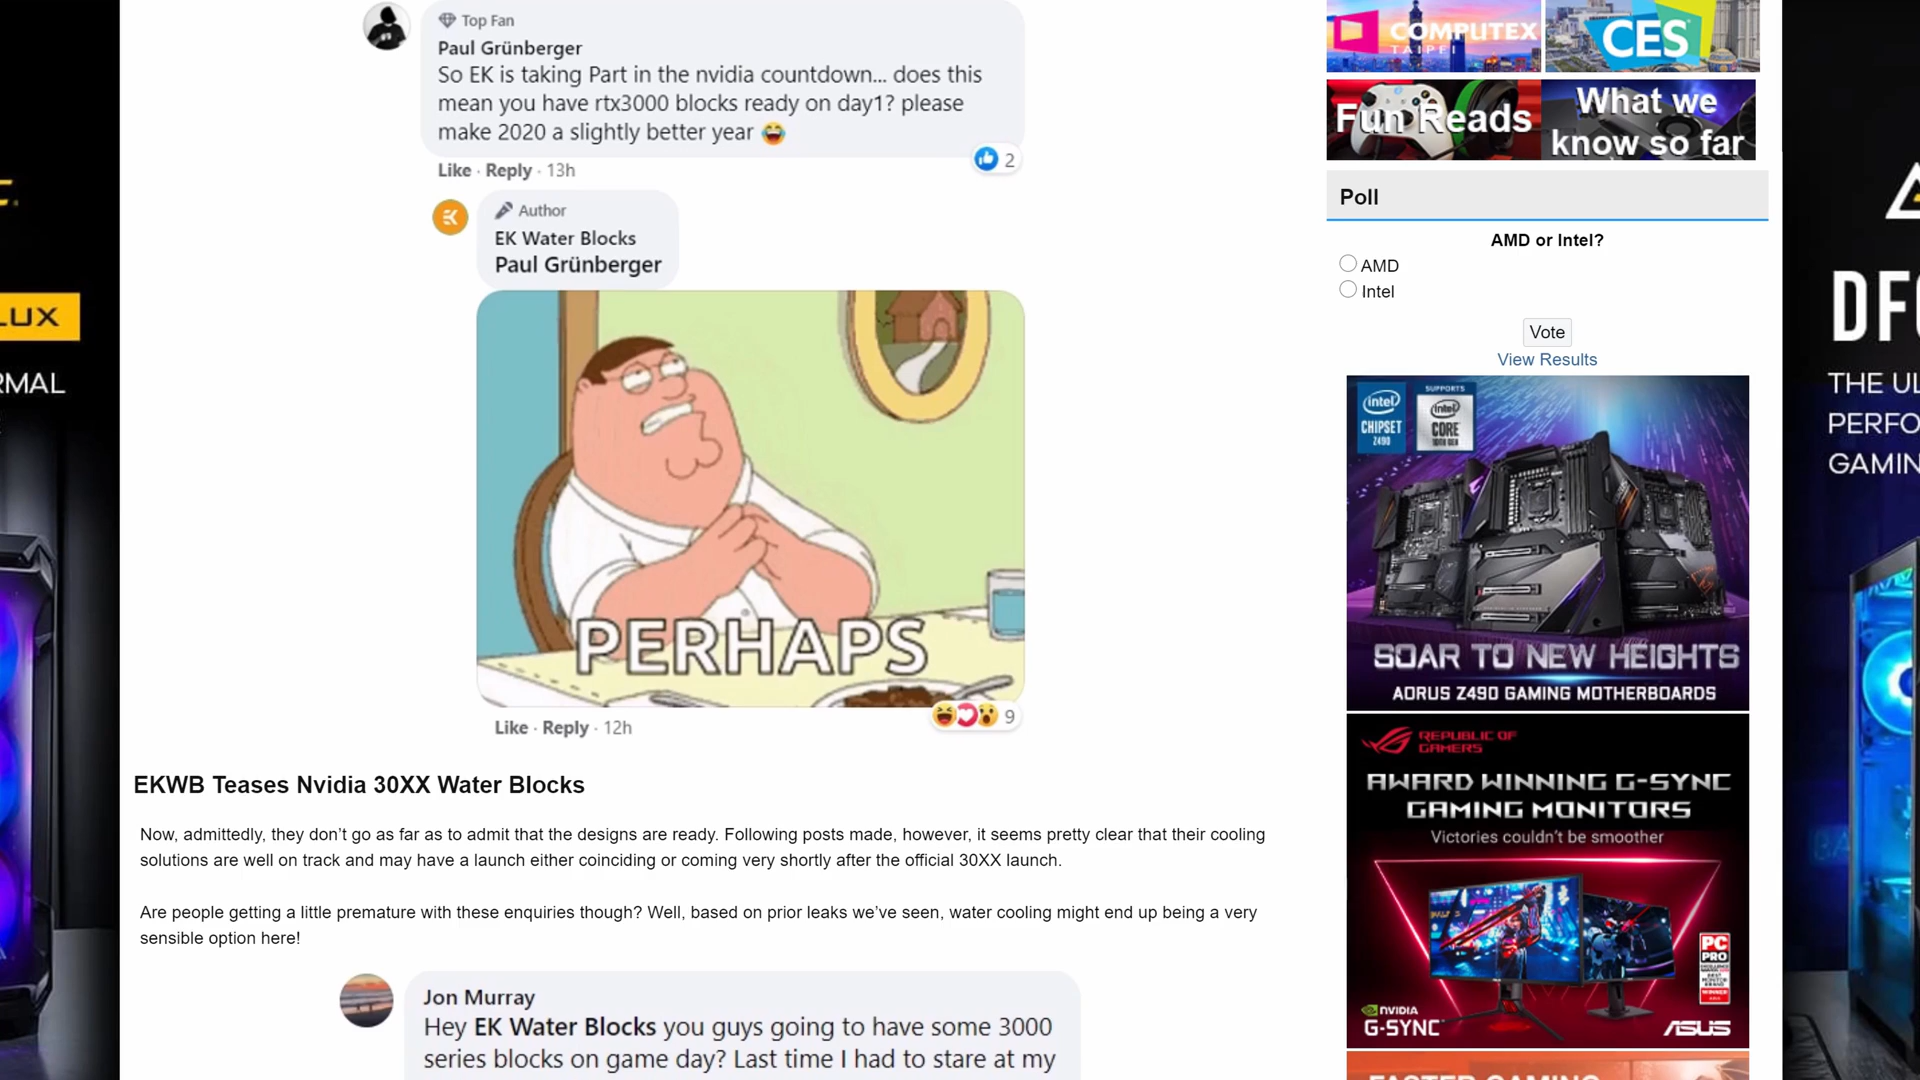 Top Fan
Paul Grünberger
So EK is taking Part in the nvidia countdown... does this
mean you have rtx3000 blocks ready on day1? please
make 2020 a slightly better year 😂
2
Like · Reply · 13h
Author
EK Water Blocks
Paul Grünberger
PERHAPS
9
Like · Reply · 12h
EKWB Teases Nvidia 30XX Water Blocks
Now, admittedly, they don’t go as far as to admit that the designs are ready. Following posts made, however, it seems pretty clear that their cooling
solutions are well on track and may have a launch either coinciding or coming very shortly after the official 30XX launch.
Are people getting a little premature with these enquiries though? Well, based on prior leaks we’ve seen, water cooling might end up being a very
sensible option here!
Jon Murray
Hey EK Water Blocks you guys going to have some 3000
series blocks on game day? Last time I had to stare at my
COMPUTEX
TAIPEI
CES
Fun Reads
What we
know so far
Poll
AMD or Intel?
AMD
Intel
Vote
View Results
intel
CHIPSET
Z490
SUPPORTS
intel
CORE
10TH GEN
SOAR TO NEW HEIGHTS
AORUS Z490 GAMING MOTHERBOARDS
REPUBLIC OF
GAMERS
AWARD WINNING G-SYNC
GAMING MONITORS
Victories couldn't be smoother
PC
PRO
WINNER
NVIDIA
G-SYNC
ASUS
FASTER GAMING
LUX
RMAL
DF
THE UL
PERFO
GAMIN